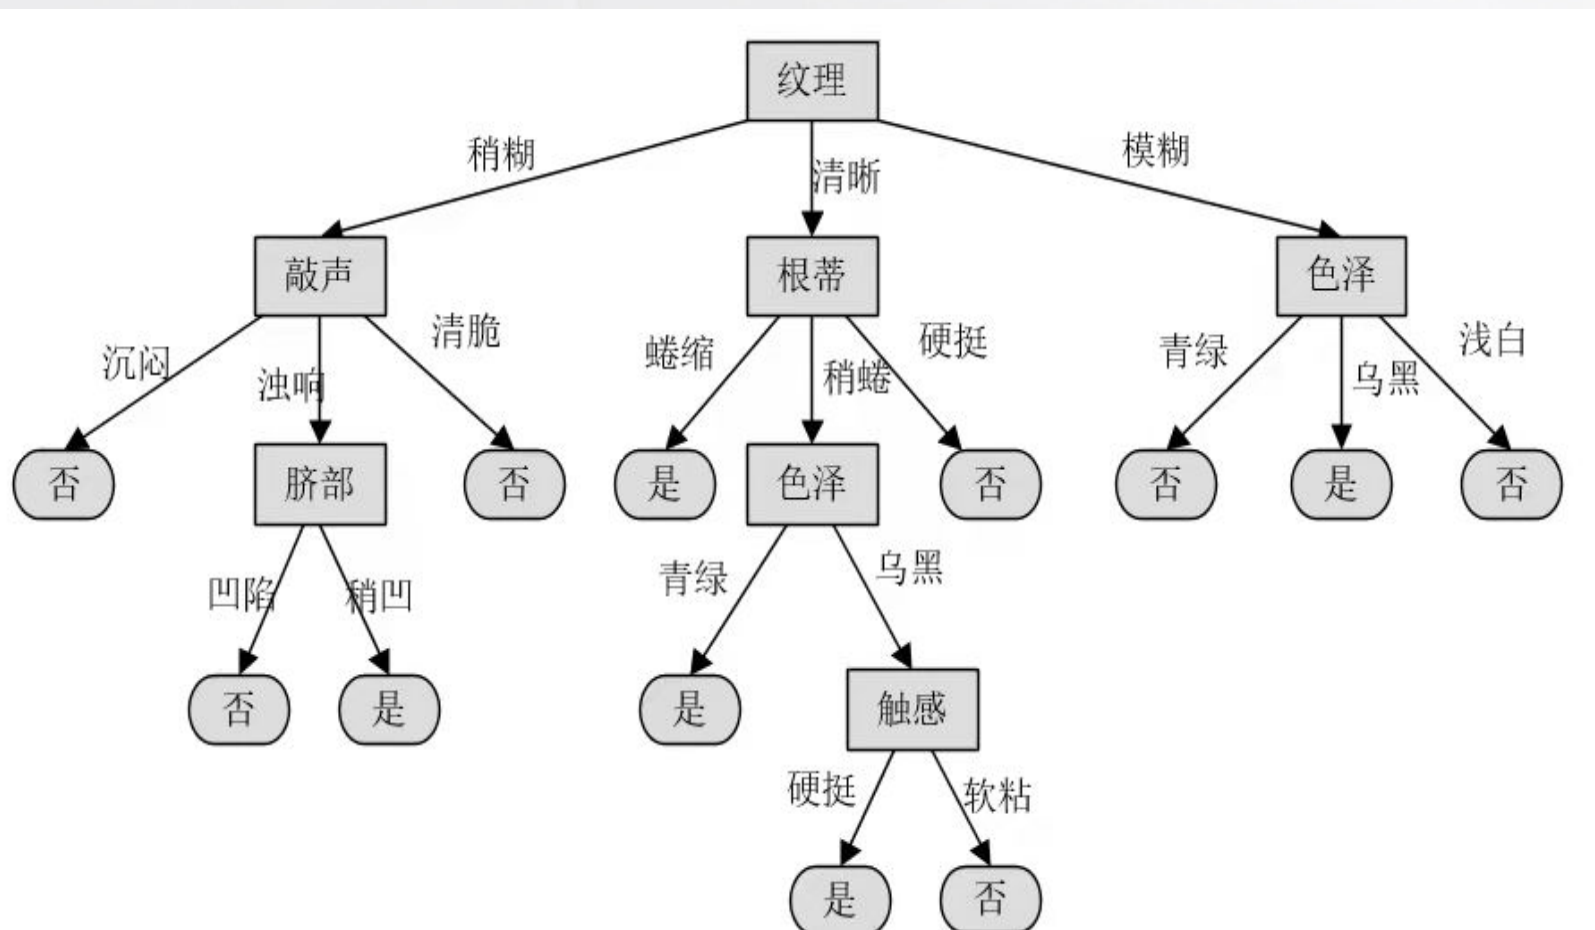 纹理
稍糊
清晰
模糊
敲声
根蒂
色泽
沉闷
浊响
清脆
蜷缩
稍蜷
硬挺
青绿
乌黑
浅白
否
脐部
否
是
色泽
否
否
是
否
凹陷
稍凹
青绿
乌黑
否
是
是
触感
硬挺
软粘
是
否